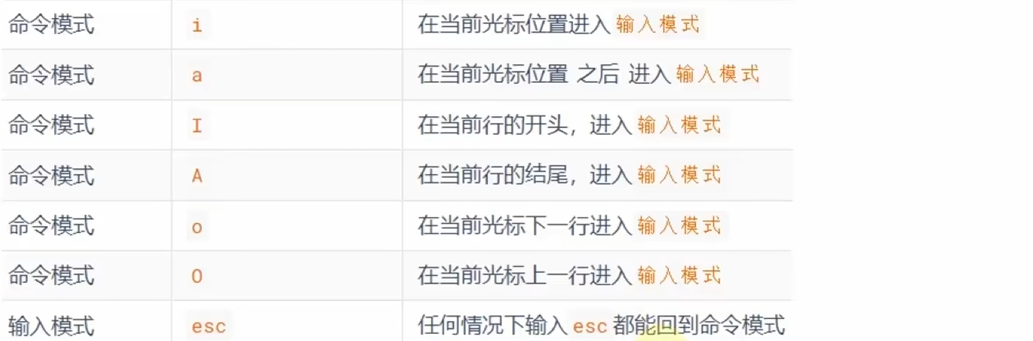 命令模式 i 在当前光标位置进入 输入模式
命令模式 a 在当前光标位置 之后 进入 输入模式
命令模式 I 在当前行的开头，进入 输入模式
命令模式 A 在当前行的结尾，进入 输入模式
命令模式 o 在当前光标下一行进入 输入模式
命令模式 O 在当前光标上一行进入 输入模式
输入模式 esc 任何情况下输入 esc 都能回到命令模式